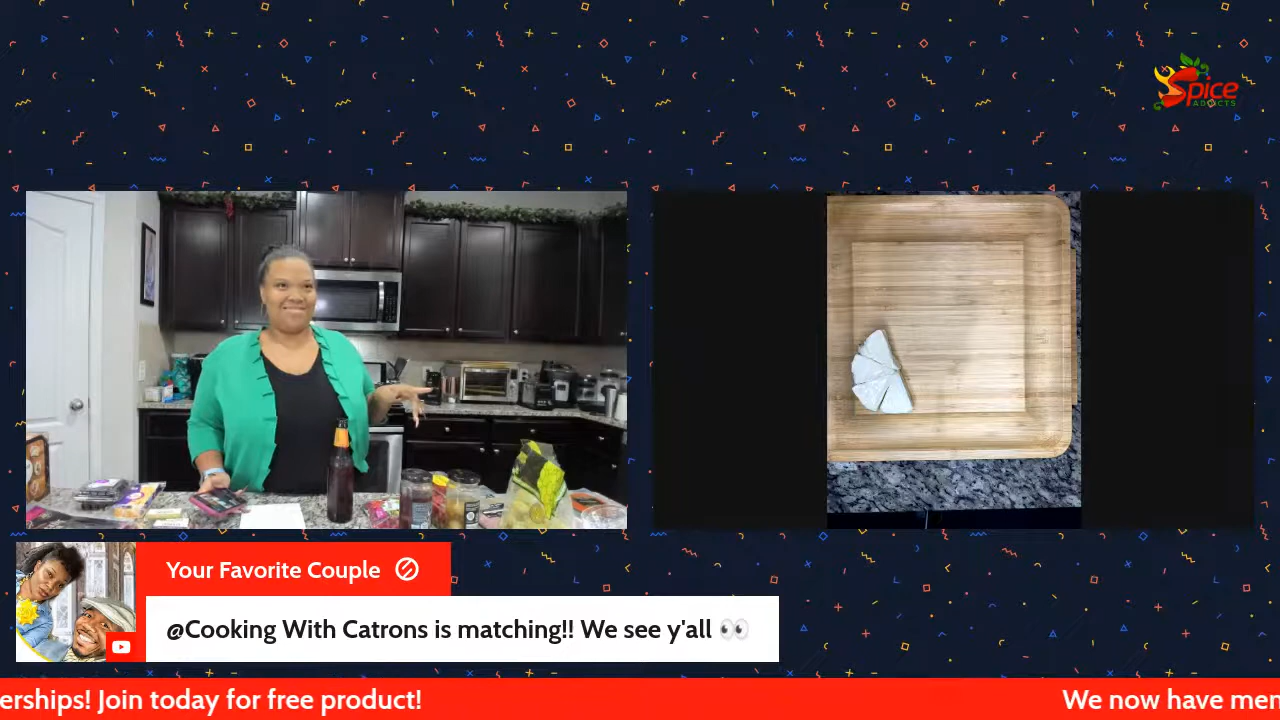 Spice
ADDICTS
Your Favorite Couple
@Cooking With Catrons is matching!! We see y'all 👀
erships! Join today for free product!
We now have mem